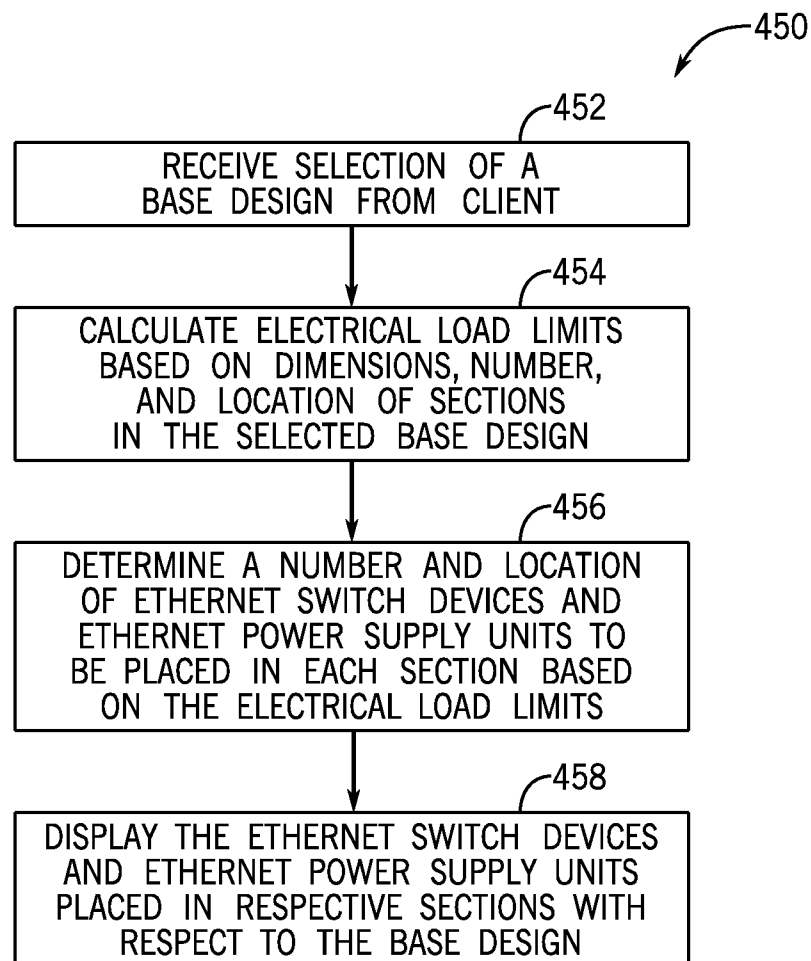 450
452
RECEIVE SELECTION OF A
BASE DESIGN FROM CLIENT
454
CALCULATE ELECTRICAL LOAD LIMITS
BASED ON DIMENSIONS, NUMBER,
AND LOCATION OF SECTIONS
IN THE SELECTED BASE DESIGN
456
DETERMINE A NUMBER AND LOCATION
OF ETHERNET SWITCH DEVICES AND
ETHERNET POWER SUPPLY UNITS TO
BE PLACED IN EACH SECTION BASED
ON THE ELECTRICAL LOAD LIMITS
458
DISPLAY THE ETHERNET SWITCH DEVICES
AND ETHERNET POWER SUPPLY UNITS
PLACED IN RESPECTIVE SECTIONS WITH
RESPECT TO THE BASE DESIGN